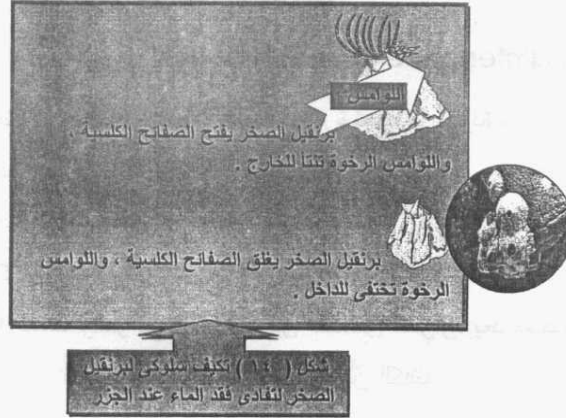 اللوامس
برنقيل الصخر يفتح الصفائح الكلسية ،
واللوامس الرخوة تنتأ للخارج .
برنقيل الصخر يغلق الصفائح الكلسية ، واللوامس
الرخوة تختفى للداخل .
شكل ( ١٤ ) تكيف سلوكى لبرنقيل
الصخر لتفادى فقد الماء عند الجزر